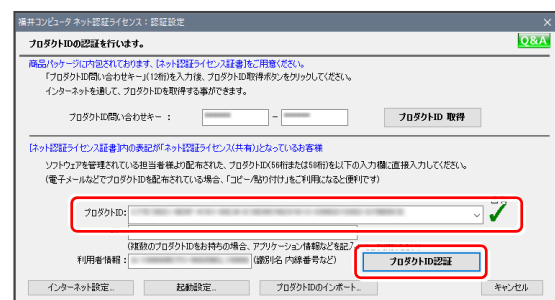 福井コンピュータ ネット認証ライセンス：認証設定
プロダクトIDの認証を行います。
Q&A
商品パッケージに内包されております、[ネット認証ライセンス証書]をご用意ください。
「プロダクトID問い合わせキー」(12桁)を入力後、プロダクトID取得ボタンをクリックしてください。
インターネットを通して、プロダクトIDを取得する事ができます。
プロダクトID問い合わせキー ：
-
プロダクトID 取得
[ネット認証ライセンス証書]内の表記が「ネット認証ライセンス(共有)」となっているお客様
ソフトウェアを管理されている担当者様より配布された、プロダクトID(56桁または58桁)を以下の入力欄に直接入力してください。
(電子メールなどでプロダクトIDを配布されている場合、「コピー/貼り付け」をご利用になると便利です)
プロダクトID:
(複数のプロダクトIDをお持ちの場合、アプリケーション情報などを記入
利用者情報：
(識別名 内線番号など)
プロダクトID認証
インターネット設定...
起動設定...
プロダクトIDのインポート...
キャンセル